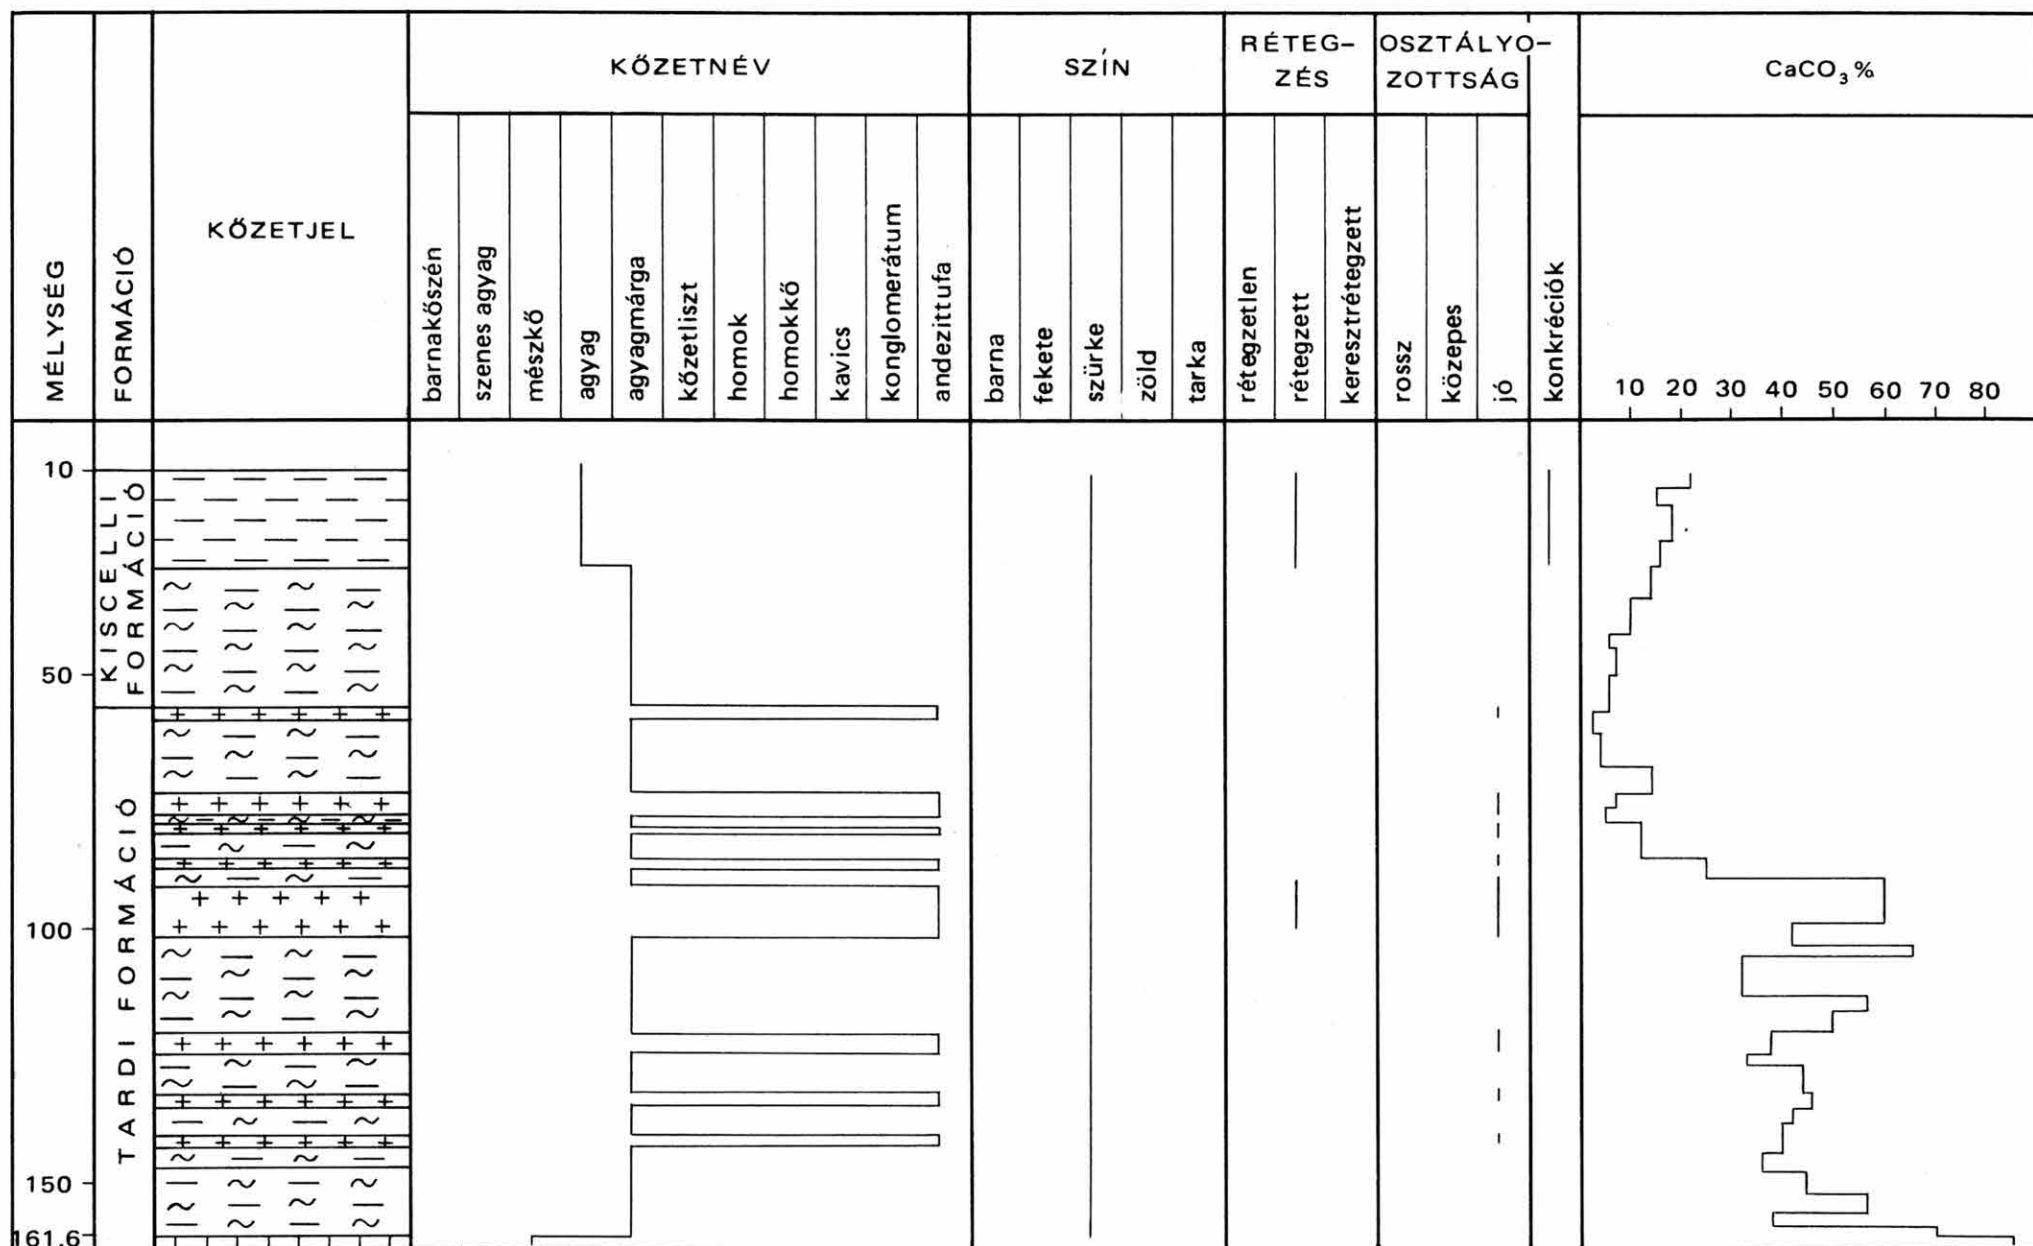 MÉLYSÉG
FORMÁCIÓ
KŐZETJEL
KŐZETNÉV
barnakőszén
szenes agyag
mészkő
agyag
agyagmárga
kőzetliszt
homok
homokkő
kavics
konglomerátum
andezittufa
SZÍN
barna
fekete
szürke
zöld
tarka
RÉTEG-
ZÉS
rétegzetlen
rétegzett
keresztrétegzett
OSZTÁLYO-
ZOTTSÁG
rossz
közepes
jó
konkréciók
CaCO₃%
10 20 30 40 50 60 70 80
10
50
100
150
161.6
KISCELLI
FORMÁCIÓ
TARDI FORMÁCIÓ